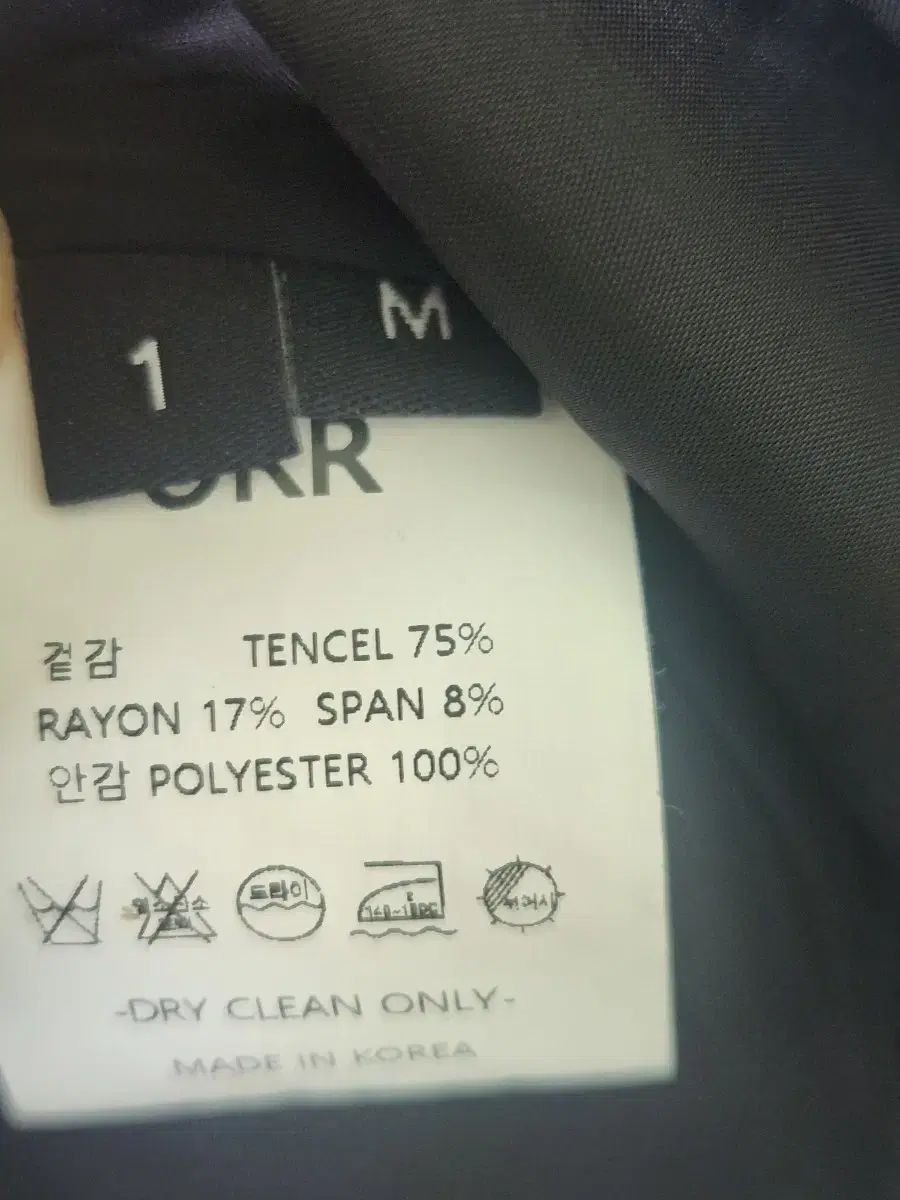 1
M
겉감 TENCEL 75%
RAYON 17% SPAN 8%
안감 POLYESTER 100%
드라이
-DRY CLEAN ONLY-
MADE IN KOREA